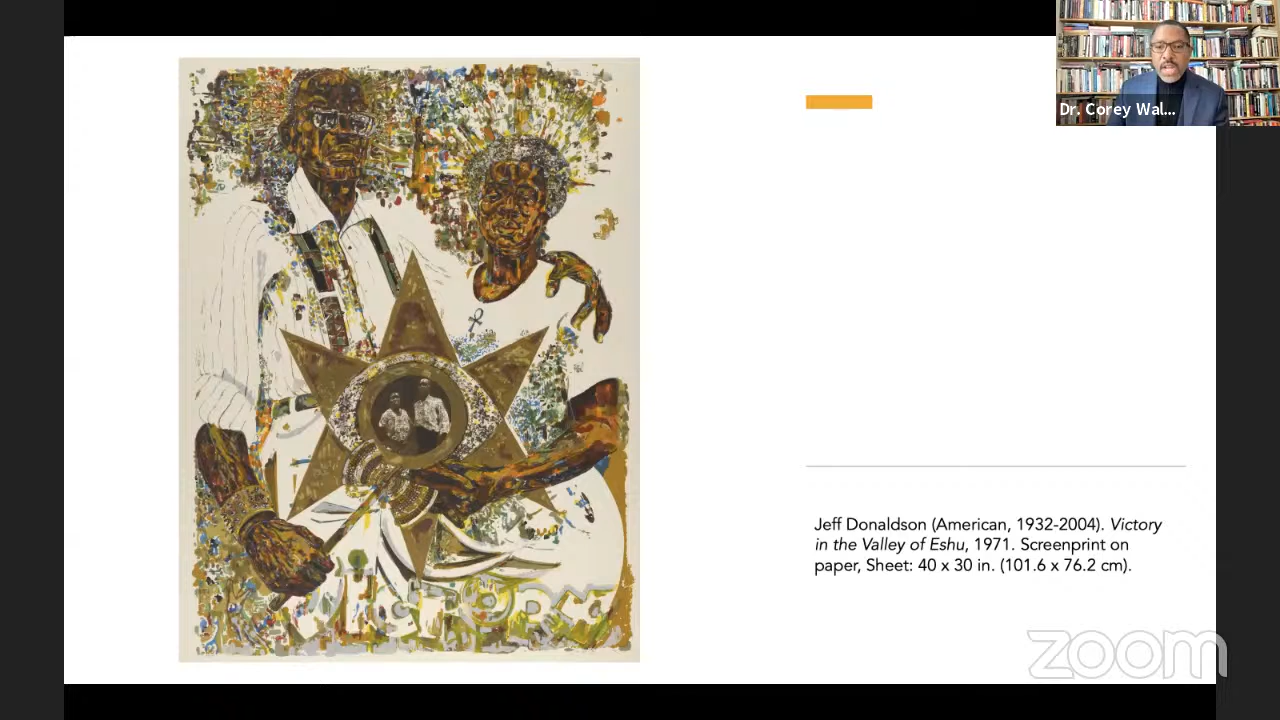 Dr. Corey Wal...
Jeff Donaldson (American, 1932-2004). Victory
in the Valley of Eshu, 1971. Screenprint on
paper, Sheet: 40 x 30 in. (101.6 x 76.2 cm).
zoom